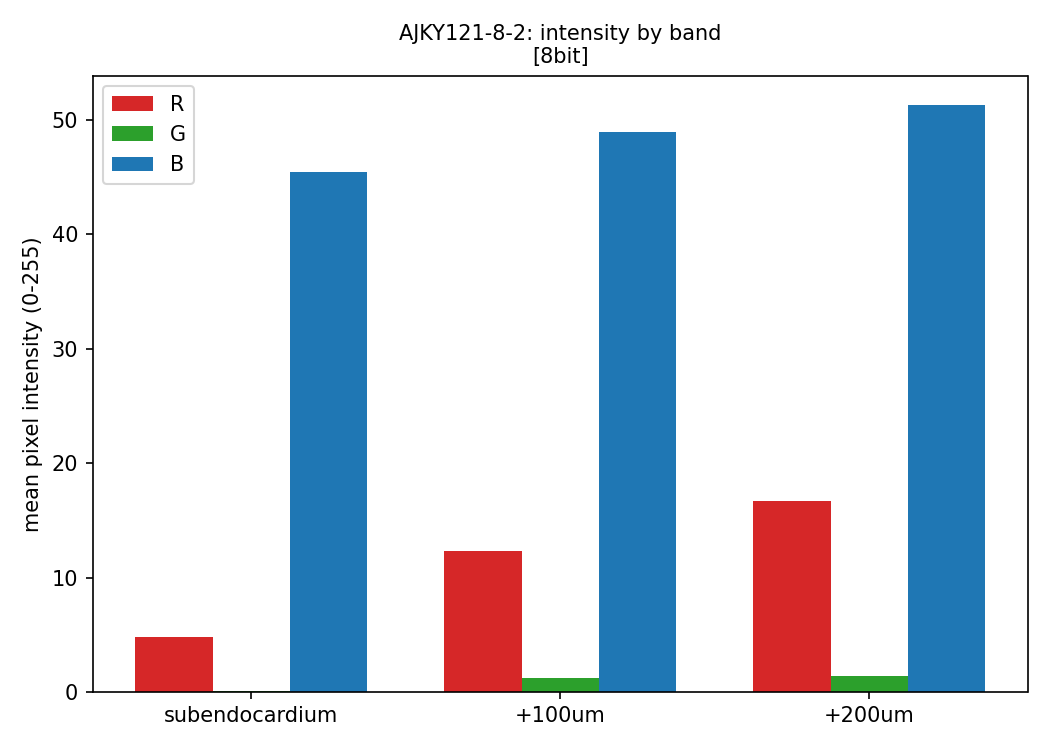 AJKY121-8-2: intensity by band
[8bit]
R
G
B
mean pixel intensity (0-255)
50
40
30
20
10
0
subendocardium
+100um
+200um